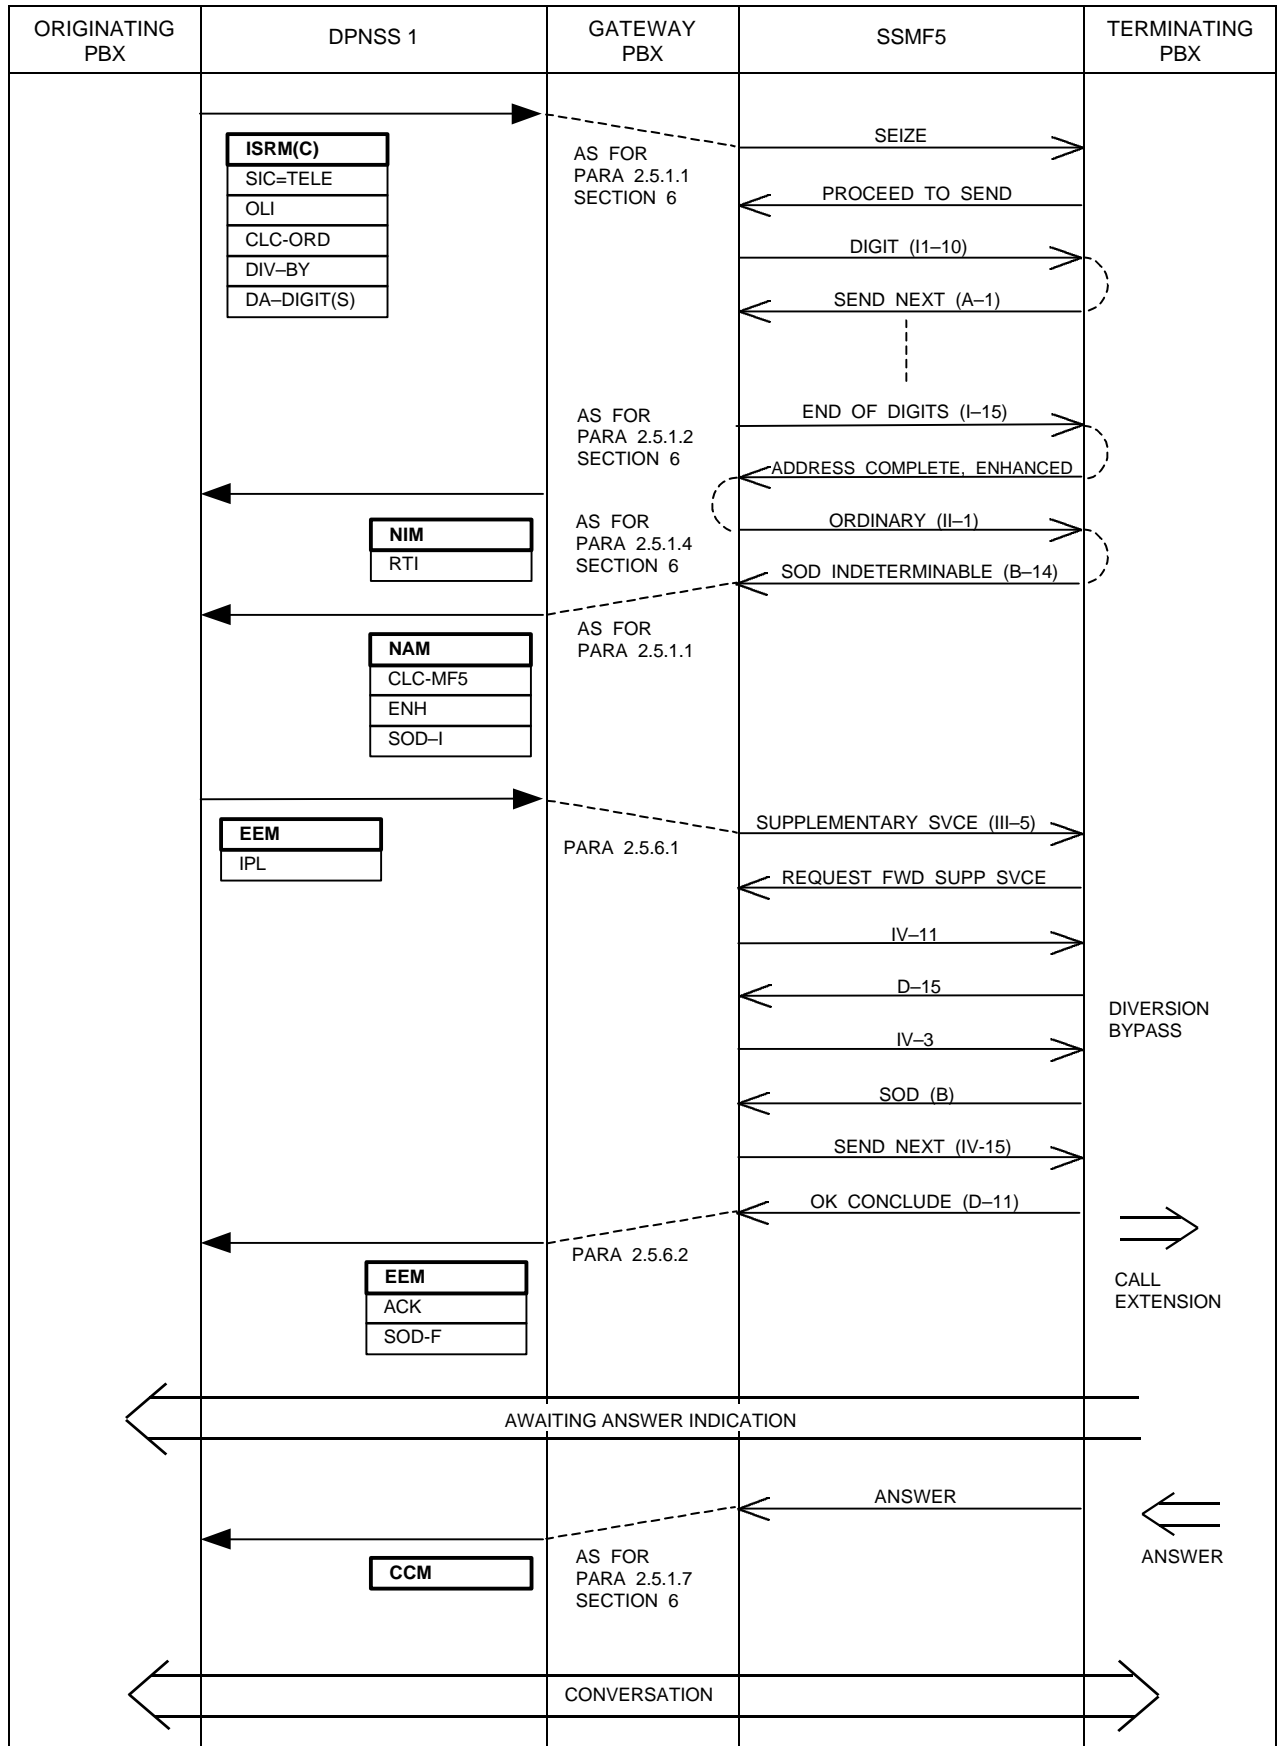 ORIGINATING
PBX
DPNSS 1
GATEWAY
PBX
SSMF5
TERMINATING
PBX
ISRM(C)
SIC=TELE
OLI
CLC-ORD
DIV–BY
DA–DIGIT(S)
AS FOR
PARA 2.5.1.1
SECTION 6
SEIZE
PROCEED TO SEND
DIGIT (I1–10)
SEND NEXT (A–1)
END OF DIGITS (I–15)
AS FOR
PARA 2.5.1.2
SECTION 6
ADDRESS COMPLETE, ENHANCED
NIM
RTI
AS FOR
PARA 2.5.1.4
SECTION 6
ORDINARY (II–1)
SOD INDETERMINABLE (B–14)
AS FOR
PARA 2.5.1.1
NAM
CLC-MF5
ENH
SOD–I
EEM
IPL
PARA 2.5.6.1
SUPPLEMENTARY SVCE (III–5)
REQUEST FWD SUPP SVCE
IV–11
D–15
DIVERSION
BYPASS
IV–3
SOD (B)
SEND NEXT (IV-15)
OK CONCLUDE (D–11)
PARA 2.5.6.2
EEM
ACK
SOD-F
CALL
EXTENSION
AWAITING ANSWER INDICATION
ANSWER
ANSWER
CCM
AS FOR
PARA 2.5.1.7
SECTION 6
CONVERSATION